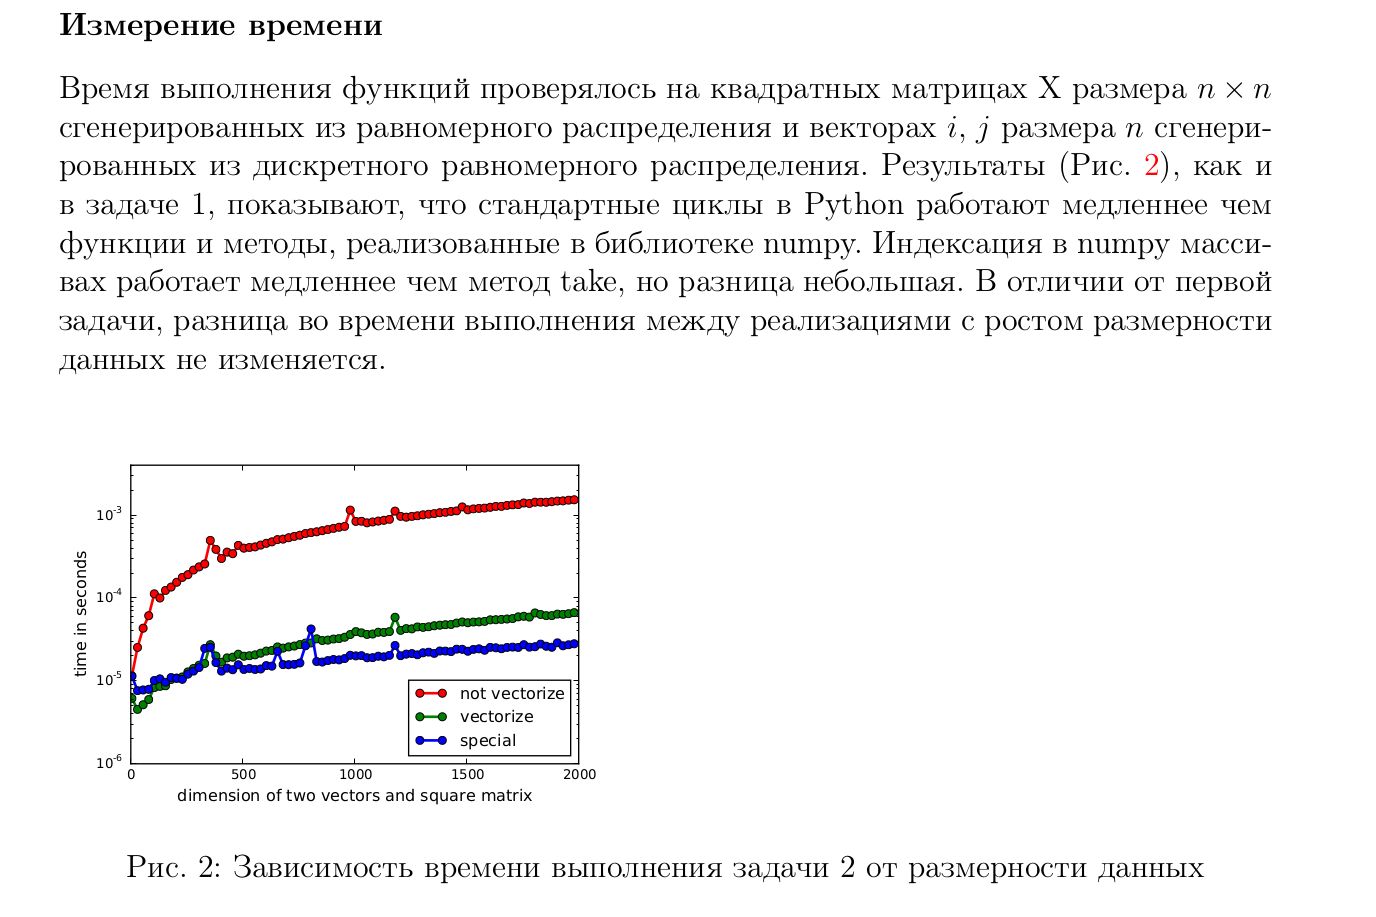 Измерение времени
Время выполнения функций проверялось на квадратных матрицах X размера n × n
сгенерированных из равномерного распределения и векторах i, j размера n сгенери-
рованных из дискретного равномерного распределения. Результаты (Рис. 2), как и
в задаче 1, показывают, что стандартные циклы в Python работают медленнее чем
функции и методы, реализованные в библиотеке numpy. Индексация в numpy масси-
вах работает медленнее чем метод take, но разница небольшая. В отличии от первой
задачи, разница во времени выполнения между реализациями с ростом размерности
данных не изменяется.
10^-3
10^-4
10^-5
10^-6
time in seconds
not vectorize
vectorize
special
0 500 1000 1500 2000
dimension of two vectors and square matrix
Рис. 2: Зависимость времени выполнения задачи 2 от размерности данных